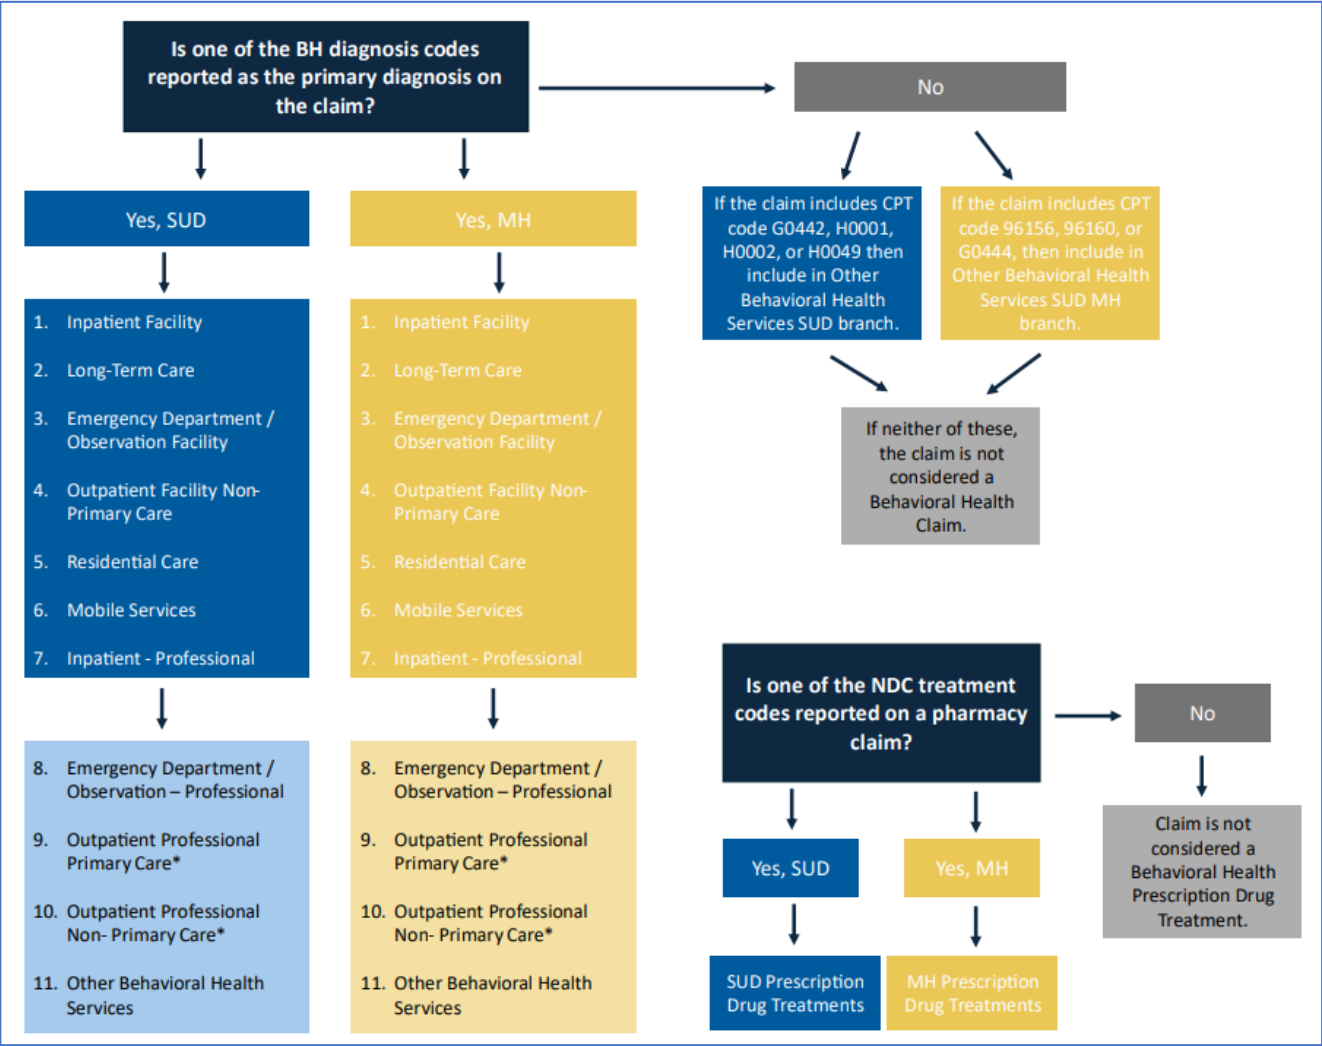 Is one of the BH diagnosis codes
reported as the primary diagnosis on
the claim?
No
Yes, SUD
Yes, MH
If the claim includes CPT
code G0442, H0001,
H0002, or H0049 then
include in Other
Behavioral Health
Services SUD branch.
If the claim includes CPT
code 96156, 96160, or
G0444, then include in
Other Behavioral Health
Services SUD MH
branch.
If neither of these,
the claim is not
considered a
Behavioral Health
Claim.
1. Inpatient Facility
2. Long-Term Care
3. Emergency Department /
Observation Facility
4. Outpatient Facility Non-
Primary Care
5. Residential Care
6. Mobile Services
7. Inpatient - Professional
8. Emergency Department /
Observation – Professional
9. Outpatient Professional
Primary Care*
10. Outpatient Professional
Non- Primary Care*
11. Other Behavioral Health
Services
1. Inpatient Facility
2. Long-Term Care
3. Emergency Department /
Observation Facility
4. Outpatient Facility Non-
Primary Care
5. Residential Care
6. Mobile Services
7. Inpatient - Professional
8. Emergency Department /
Observation – Professional
9. Outpatient Professional
Primary Care*
10. Outpatient Professional
Non- Primary Care*
11. Other Behavioral Health
Services
Is one of the NDC treatment
codes reported on a pharmacy
claim?
No
Claim is not
considered a
Behavioral Health
Prescription Drug
Treatment.
Yes, SUD
Yes, MH
SUD Prescription
Drug Treatments
MH Prescription
Drug Treatments